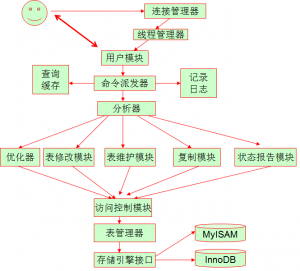 连接管理器
线程管理器
用户模块
查询
缓存
命令派发器
记录
日志
分析器
优化器
表修改模块
表维护模块
复制模块
状态报告模块
访问控制模块
表管理器
存储引擎接口
MyISAM
InnoDB